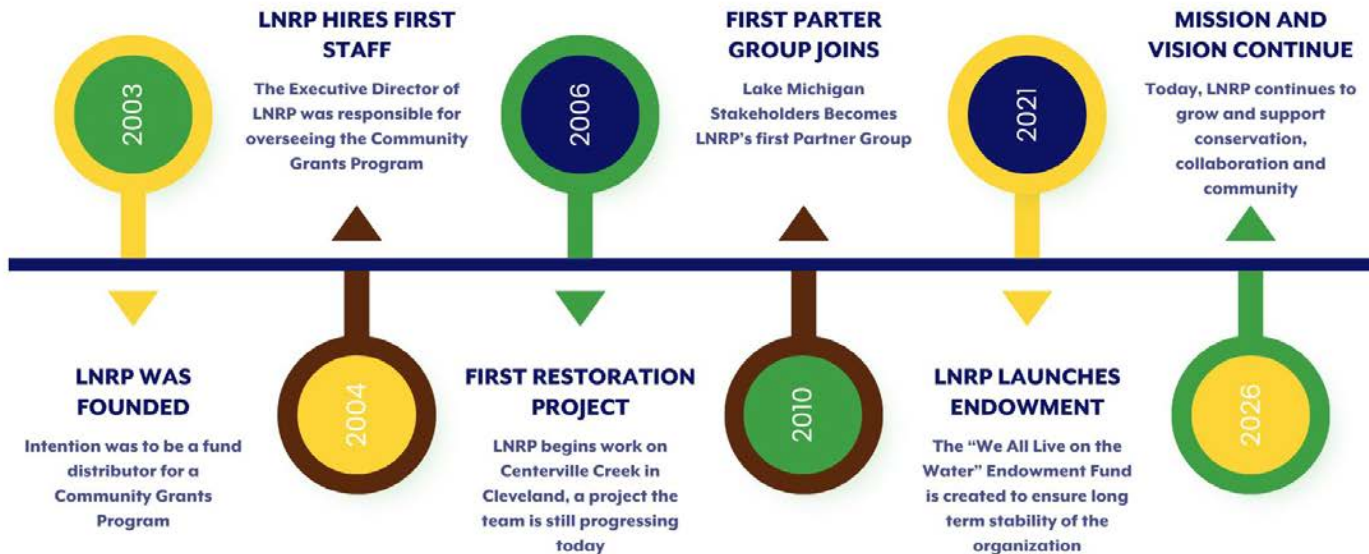 2003
LNRP WAS
FOUNDED
Intention was to be a fund
distributor for a
Community Grants
Program
LNRP HIRES FIRST
STAFF
The Executive Director of
LNRP was responsible for
overseeing the Community
Grants Program
2004
2006
FIRST RESTORATION
PROJECT
LNRP begins work on
Centerville Creek in
Cleveland, a project the
team is still progressing
today
FIRST PARTER
GROUP JOINS
Lake Michigan
Stakeholders Becomes
LNRP's first Partner Group
2010
2021
LNRP LAUNCHES
ENDOWMENT
The “We All Live on the
Water” Endowment Fund
is created to ensure long
term stability of the
organization
MISSION AND
VISION CONTINUE
Today, LNRP continues to
grow and support
conservation,
collaboration and
community
2026